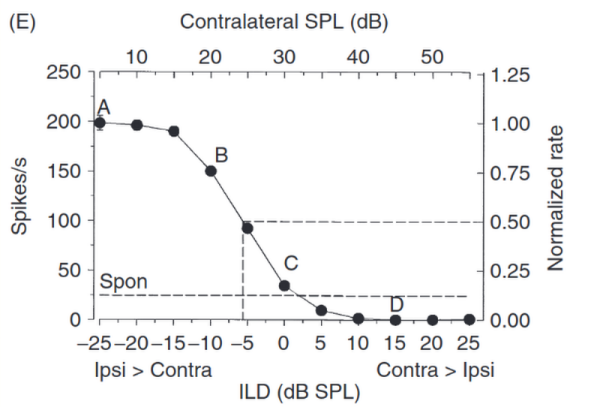 (E)
Contralateral SPL (dB)
10 20 30 40 50
250 1.25
A
200 1.00
B
150 0.75
Spikes/s
Normalized rate
100 0.50
C
50 0.25
Spon
D
0 0.00
−25 −20 −15 −10 −5 0 5 10 15 20 25
Ipsi > Contra Contra > Ipsi
ILD (dB SPL)